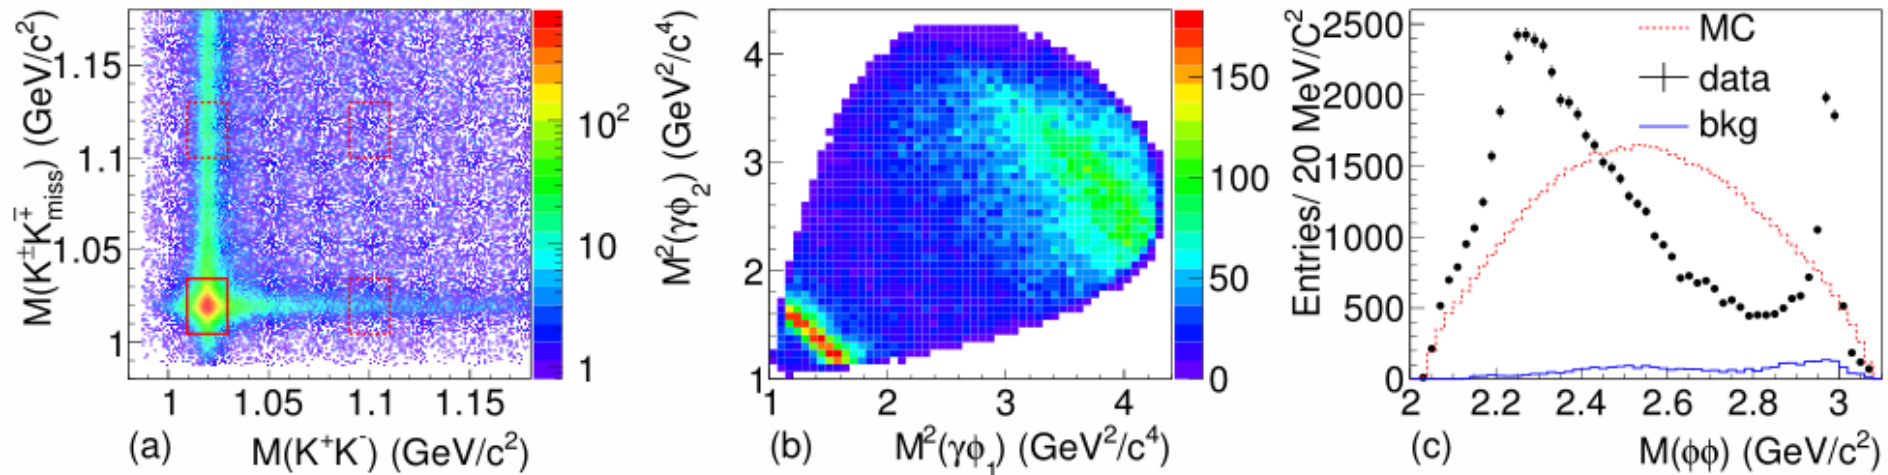 M(K±K∓miss) (GeV/c²)
1.15
1.1
1.05
1
1 1.05 1.1 1.15
(a) M(K⁺K⁻) (GeV/c²)
10²
10
1
M²(γφ₂) (GeV²/c⁴)
4
3
2
1
1 2 3 4
(b) M²(γφ₁) (GeV²/c⁴)
150
100
50
0
Entries/ 20 MeV/C²
2500
2000
1500
1000
500
0
MC
data
bkg
2 2.2 2.4 2.6 2.8 3
(c) M(φφ) (GeV/c²)